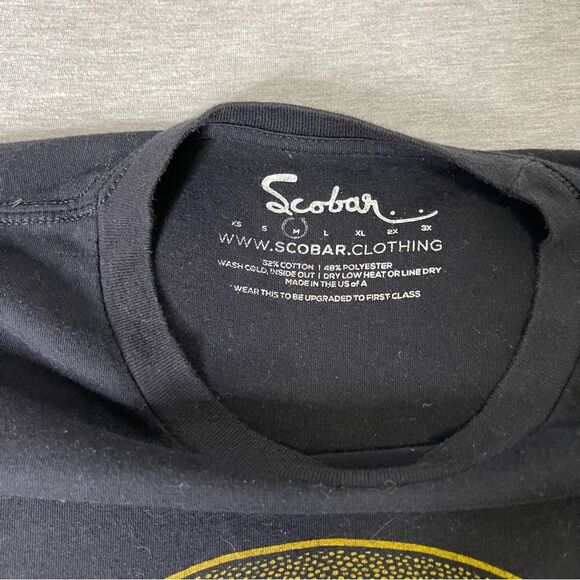 Scobar...
XS S M L XL 2X 3X
WWW.SCOBAR.CLOTHING
52% COTTON | 48% POLYESTER
WASH COLD, INSIDE OUT | DRY LOW HEAT OR LINE DRY
MADE IN THE US of A
WEAR THIS TO BE UPGRADED TO FIRST CLASS